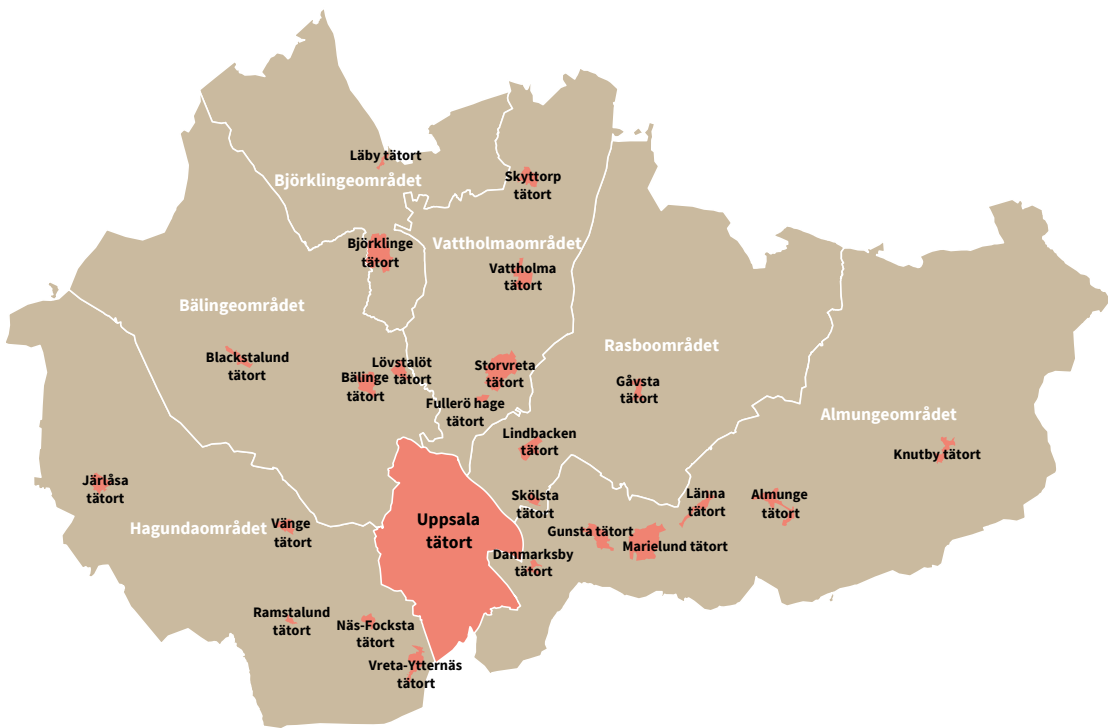 Läby tätort
Björklingeområdet
Skyttorp
tätort
Björklinge
tätort
Vattholmaområdet
Vattholma
tätort
Bälingeområdet
Blackstalund
tätort
Lövstalöt
tätort
Bälinge
tätort
Storvreta
tätort
Fullerö hage
tätort
Rasboområdet
Gåvsta
tätort
Almungeområdet
Knutby tätort
Lindbacken
tätort
Järlåsa
tätort
Hagundaområdet
Vänge
tätort
Uppsala
tätort
Skölsta
tätort
Länna
tätort
Almunge
tätort
Gunsta tätort
Marielund tätort
Danmarksby
tätort
Ramstalund
tätort
Näs-Focksta
tätort
Vreta-Ytternäs
tätort